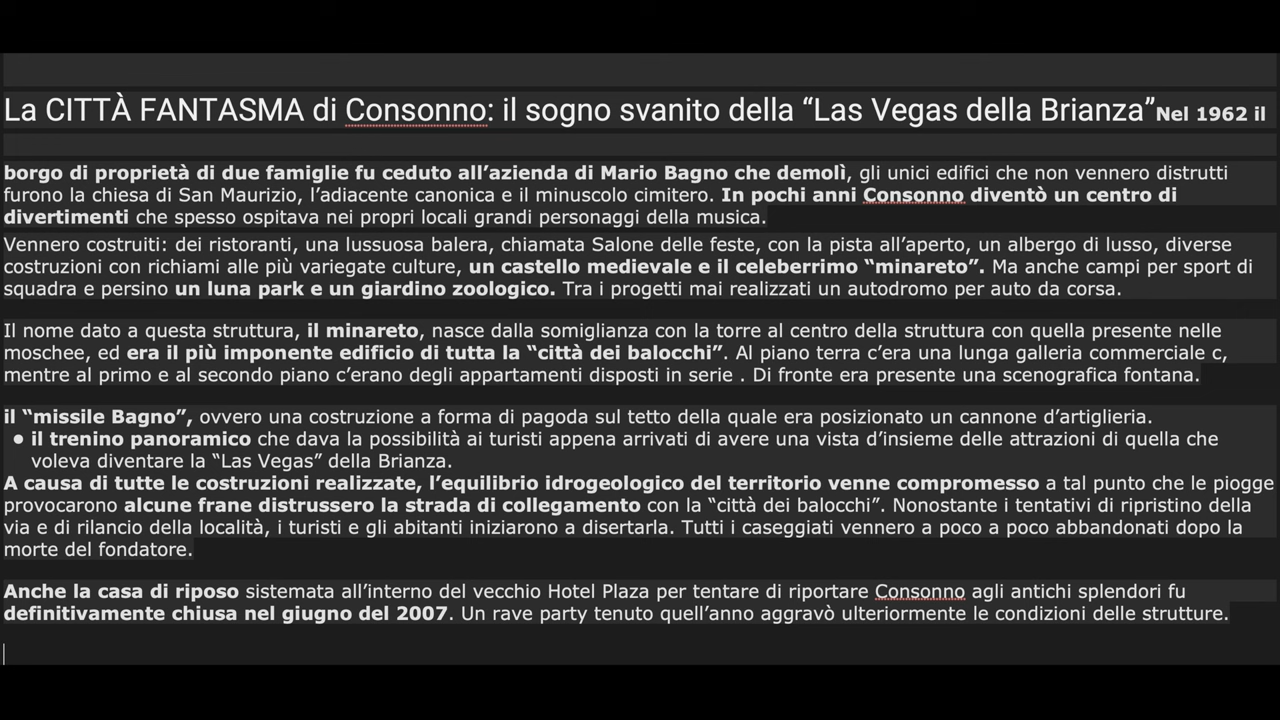 La CITTÀ FANTASMA di Consonno: il sogno svanito della “Las Vegas della Brianza”Nel 1962 il
borgo di proprietà di due famiglie fu ceduto all’azienda di Mario Bagno che demolì, gli unici edifici che non vennero distrutti
furono la chiesa di San Maurizio, l’adiacente canonica e il minuscolo cimitero. In pochi anni Consonno diventò un centro di
divertimenti che spesso ospitava nei propri locali grandi personaggi della musica.
Vennero costruiti: dei ristoranti, una lussuosa balera, chiamata Salone delle feste, con la pista all’aperto, un albergo di lusso, diverse
costruzioni con richiami alle più variegate culture, un castello medievale e il celeberrimo “minareto”. Ma anche campi per sport di
squadra e persino un luna park e un giardino zoologico. Tra i progetti mai realizzati un autodromo per auto da corsa.
Il nome dato a questa struttura, il minareto, nasce dalla somiglianza con la torre al centro della struttura con quella presente nelle
moschee, ed era il più imponente edificio di tutta la “città dei balocchi”. Al piano terra c’era una lunga galleria commerciale c,
mentre al primo e al secondo piano c’erano degli appartamenti disposti in serie . Di fronte era presente una scenografica fontana.
il “missile Bagno”, ovvero una costruzione a forma di pagoda sul tetto della quale era posizionato un cannone d’artiglieria.
● il trenino panoramico che dava la possibilità ai turisti appena arrivati di avere una vista d’insieme delle attrazioni di quella che
voleva diventare la “Las Vegas” della Brianza.
A causa di tutte le costruzioni realizzate, l’equilibrio idrogeologico del territorio venne compromesso a tal punto che le piogge
provocarono alcune frane distrussero la strada di collegamento con la “città dei balocchi”. Nonostante i tentativi di ripristino della
via e di rilancio della località, i turisti e gli abitanti iniziarono a disertarla. Tutti i caseggiati vennero a poco a poco abbandonati dopo la
morte del fondatore.
Anche la casa di riposo sistemata all’interno del vecchio Hotel Plaza per tentare di riportare Consonno agli antichi splendori fu
definitivamente chiusa nel giugno del 2007. Un rave party tenuto quell’anno aggravò ulteriormente le condizioni delle strutture.